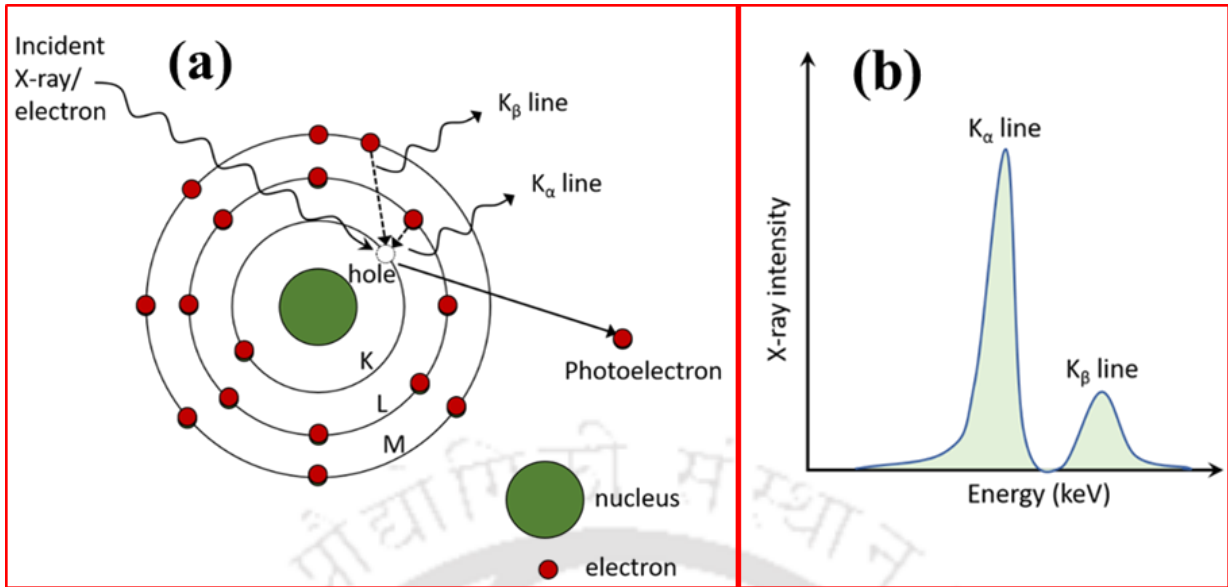 (a)
Incident
X-ray/
electron
Kβ line
Kα line
hole
K
L
M
Photoelectron
nucleus
electron
(b)
X-ray intensity
Kα line
Kβ line
Energy (keV)